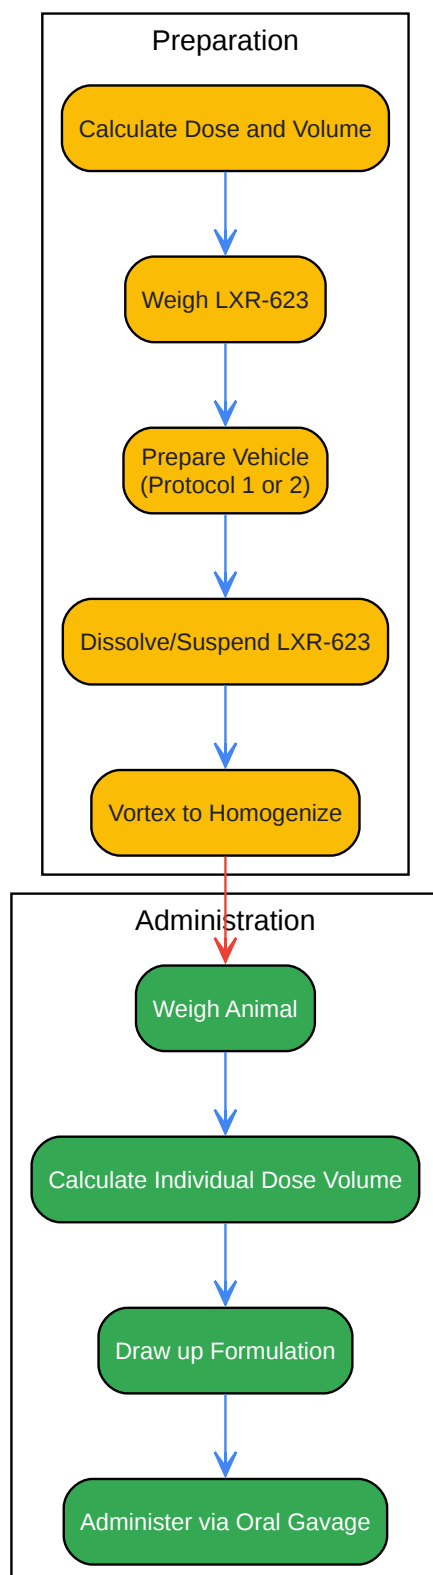 Preparation
Calculate Dose and Volume
Weigh LXR-623
Prepare Vehicle
(Protocol 1 or 2)
Dissolve/Suspend LXR-623
Vortex to Homogenize
Administration
Weigh Animal
Calculate Individual Dose Volume
Draw up Formulation
Administer via Oral Gavage